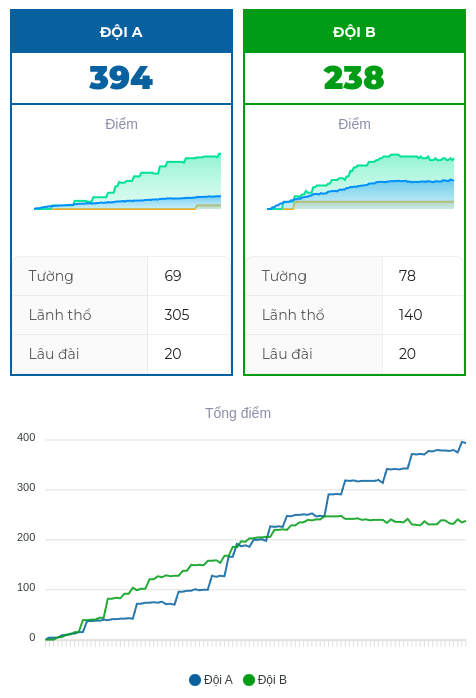 ĐỘI A
394
Điểm
Tường 69
Lãnh thổ 305
Lâu đài 20
ĐỘI B
238
Điểm
Tường 78
Lãnh thổ 140
Lâu đài 20
Tổng điểm
400
300
200
100
0
Đội A Đội B